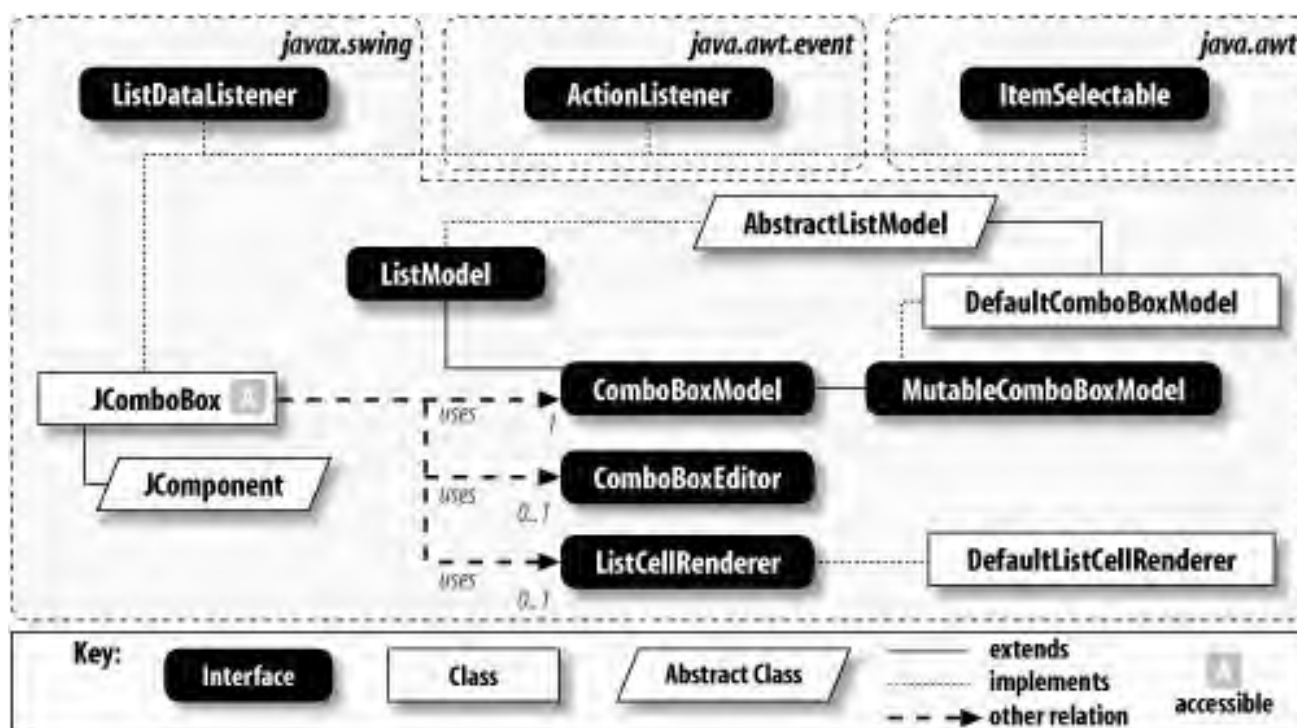 javax.swing
java.awt.event
java.awt
ListDataListener
ActionListener
ItemSelectable
AbstractListModel
ListModel
DefaultComboBoxModel
JComboBox A
uses
1
ComboBoxModel
MutableComboBoxModel
JComponent
uses
0...1
ComboBoxEditor
uses
0...1
ListCellRenderer
DefaultListCellRenderer
Key:
Interface
Class
Abstract Class
extends
implements
other relation
A
accessible